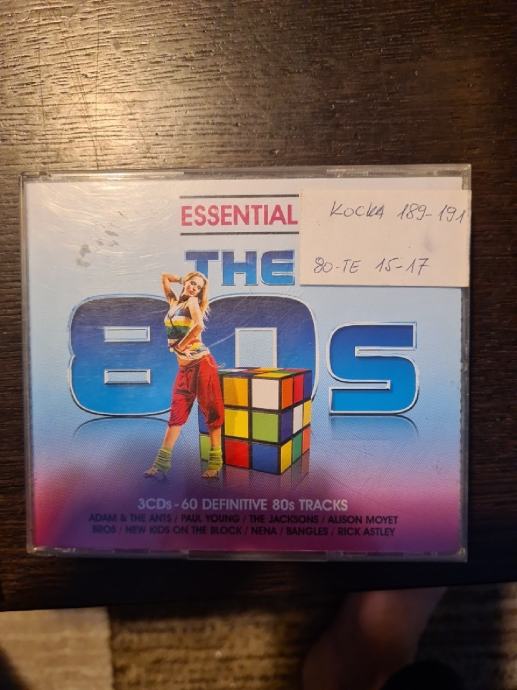 ESSENTIAL
KOCKA 189-191
THE
80-TE 15-17
80s
3CDs - 60 DEFINITIVE 80s TRACKS
ADAM & THE ANTS / PAUL YOUNG / THE JACKSONS / ALISON MOYET
BROS / NEW KIDS ON THE BLOCK / NENA / BANGLES / RICK ASTLEY